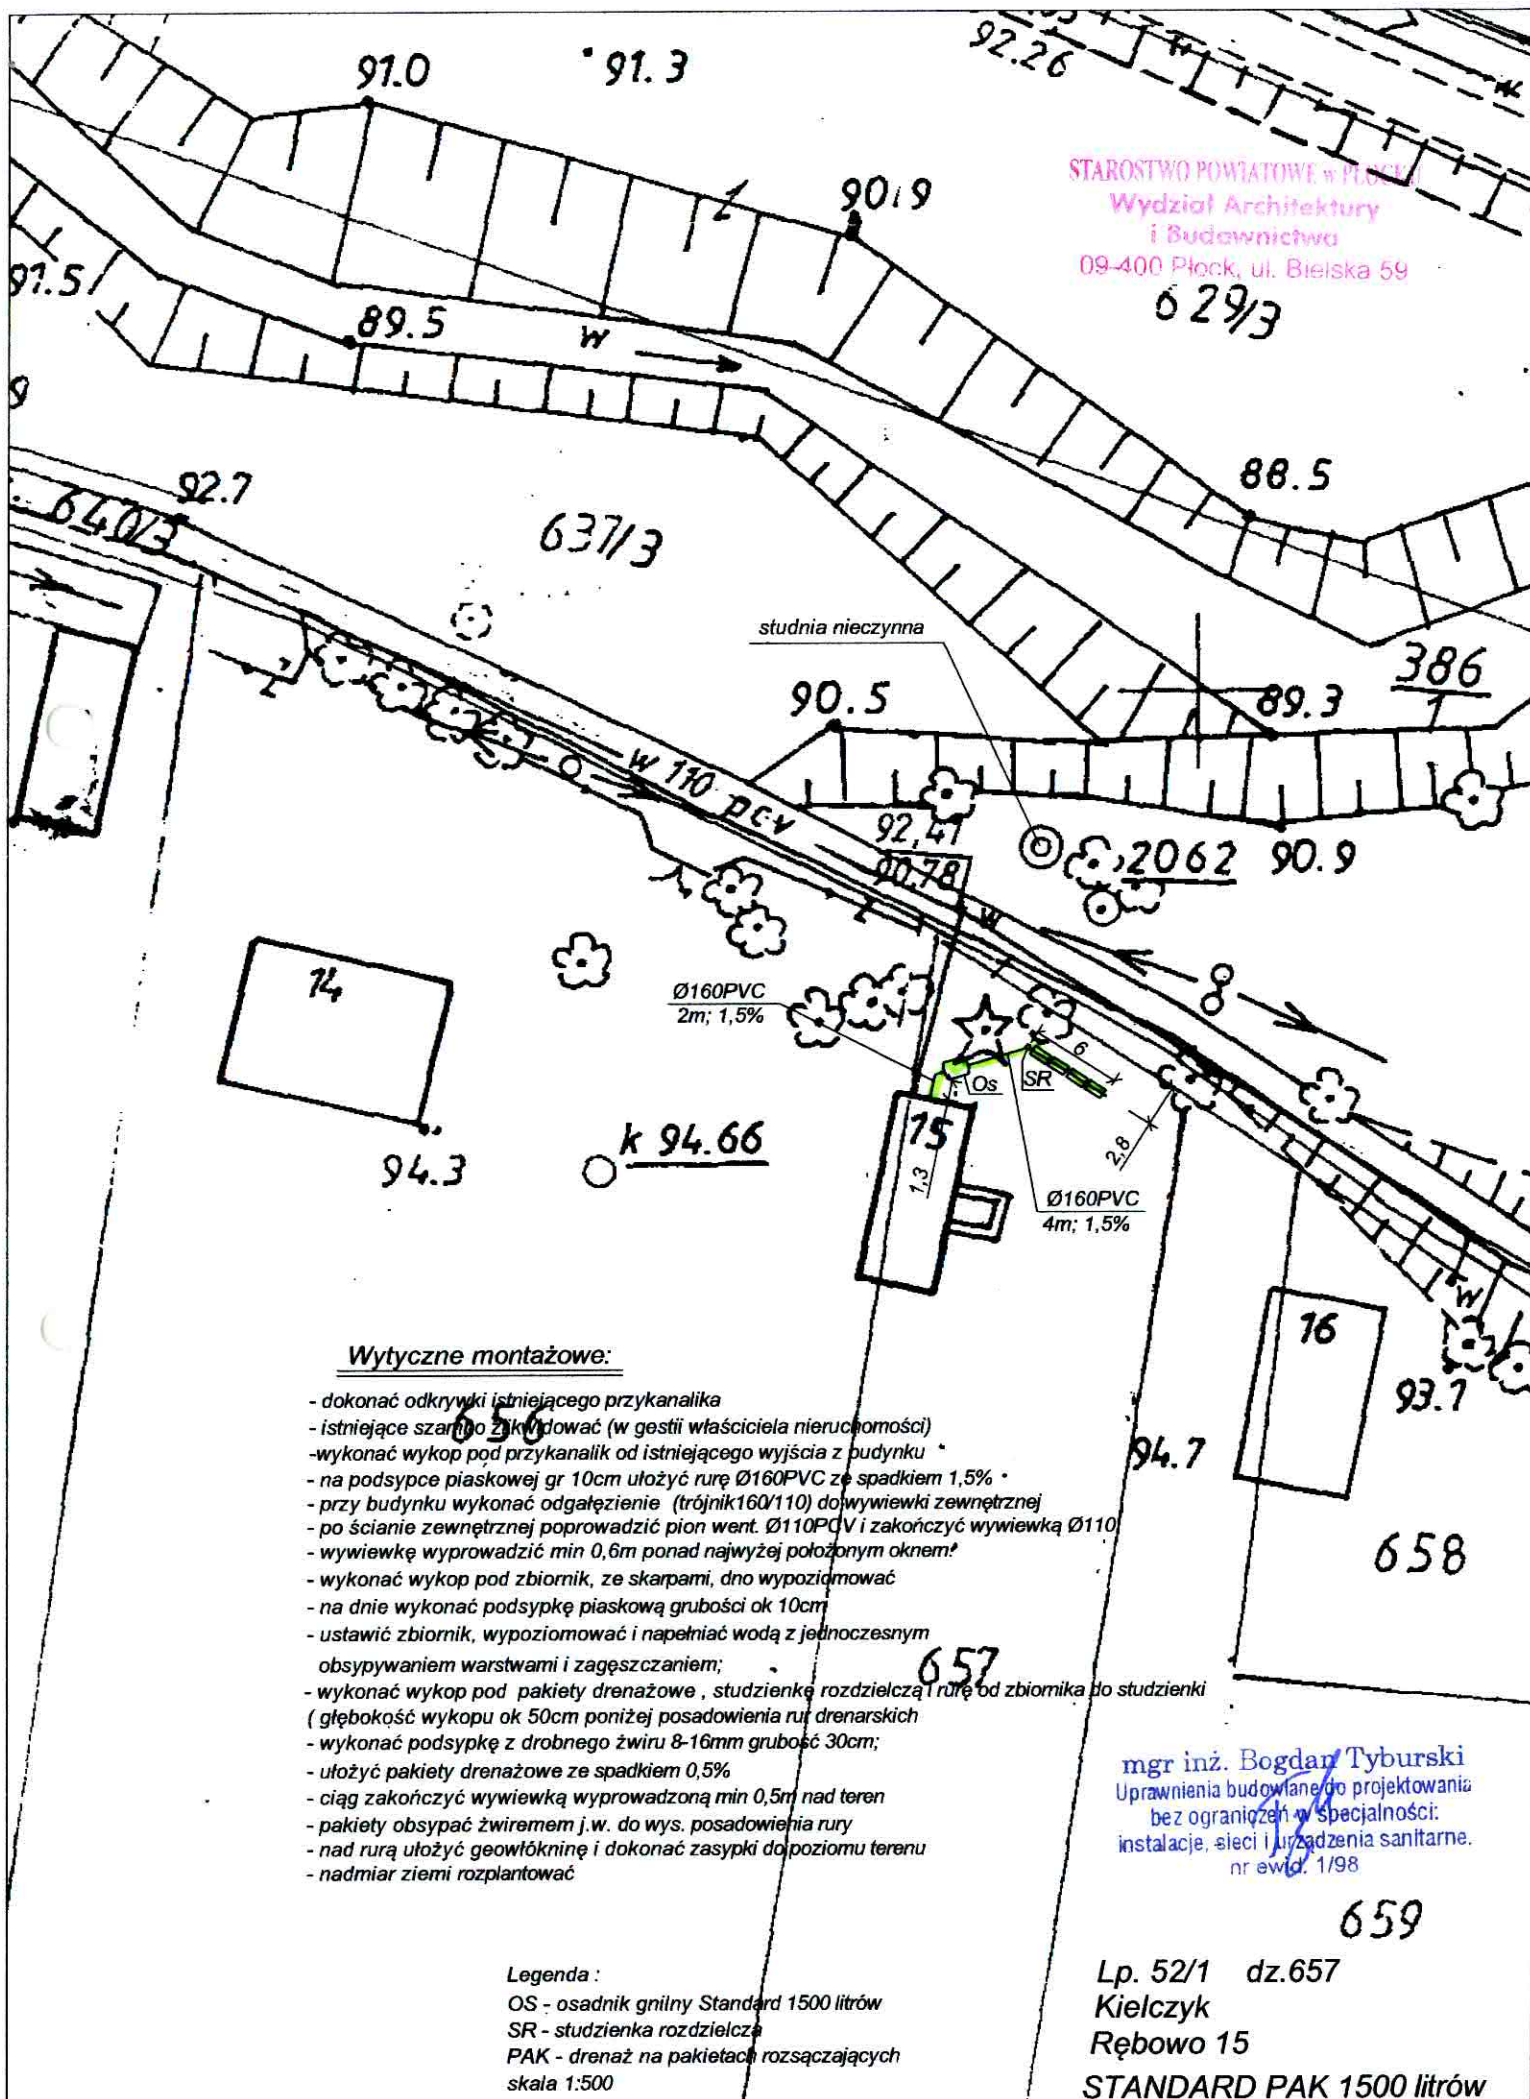 91.0
91.3
92.26
90.9
STAROSTWO POWIATOWE w PŁOCKU
Wydział Architektury
i Budownictwa
09-400 Płock, ul. Bielska 59
629/3
91.5
89.5
w
92.7
88.5
640/3
637/3
studnia nieczynna
386
90.5
89.3
w 110 pcv
92,41
90,78
2062
90.9
w
14
Ø160PVC
2m; 1,5%
6
Os
SR
15
k 94.66
94.3
1,3
2,8
Ø160PVC
4m; 1,5%
w
16
93.7
94.7
Wytyczne montażowe:
- dokonać odkrywki istniejącego przykanalika
- istniejące szambo zlikwidować (w gestii właściciela nieruchomości)
656
-wykonać wykop pod przykanalik od istniejącego wyjścia z budynku
- na podsypce piaskowej gr 10cm ułożyć rurę Ø160PVC ze spadkiem 1,5%
- przy budynku wykonać odgałęzienie (trójnik160/110) do wywiewki zewnętrznej
- po ścianie zewnętrznej poprowadzić pion went. Ø110PCV i zakończyć wywiewką Ø110
- wywiewkę wyprowadzić min 0,6m ponad najwyżej położonym oknem
658
- wykonać wykop pod zbiornik, ze skarpami, dno wypoziomować
- na dnie wykonać podsypkę piaskową grubości ok 10cm
- ustawić zbiornik, wypoziomować i napełniać wodą z jednoczesnym
obsypywaniem warstwami i zagęszczaniem;
657
- wykonać wykop pod pakiety drenażowe , studzienkę rozdzielczą i rurę od zbiornika do studzienki
( głębokość wykopu ok 50cm poniżej posadowienia rur drenarskich
- wykonać podsypkę z drobnego żwiru 8-16mm grubość 30cm;
- ułożyć pakiety drenażowe ze spadkiem 0,5%
- ciąg zakończyć wywiewką wyprowadzoną min 0,5m nad teren
- pakiety obsypać żwiremem j.w. do wys. posadowienia rury
- nad rurą ułożyć geowłókninę i dokonać zasypki do poziomu terenu
- nadmiar ziemi rozplantować
mgr inż. Bogdan Tyburski
Uprawnienia budowlane do projektowania
bez ograniczeń w specjalności:
instalacje, sieci i urządzenia sanitarne.
nr ewid. 1/98
659
Legenda :
OS - osadnik gnilny Standard 1500 litrów
SR - studzienka rozdzielcza
PAK - drenaż na pakietach rozsączających
skala 1:500
Lp. 52/1 dz.657
Kielczyk
Rębowo 15
STANDARD PAK 1500 litrów